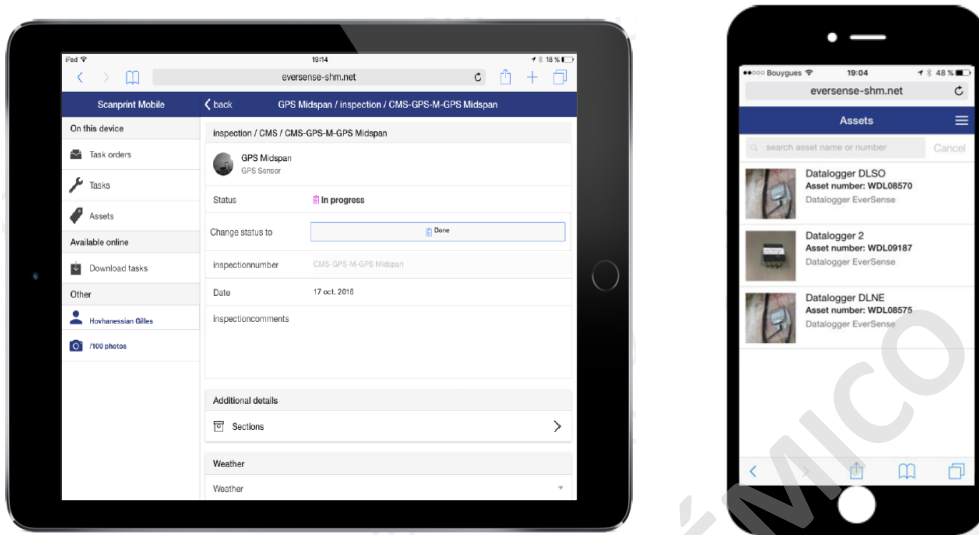 iPad
19:14
18 %
eversense-shm.net
Scanprint Mobile
back
GPS Midspan / inspection / CMS-GPS-M-GPS Midspan
On this device
Task orders
Tasks
Assets
Available online
Download tasks
Other
Hovhanessian Gilles
/100 photos
inspection / CMS / CMS-GPS-M-GPS Midspan
GPS Midspan
GPS Sensor
Status
In progress
Change status to
Done
inspectionnumber
CMS-GPS-M-GPS Midspan
Date
17 oct. 2016
inspectioncomments
Additional details
Sections
Weather
Weather
Bouygues
19:04
48 %
eversense-shm.net
Assets
search asset name or number
Cancel
Datalogger DLSO
Asset number: WDL08570
Datalogger EverSense
Datalogger 2
Asset number: WDL09187
Datalogger EverSense
Datalogger DLNE
Asset number: WDL08575
Datalogger EverSense
ÉMICO